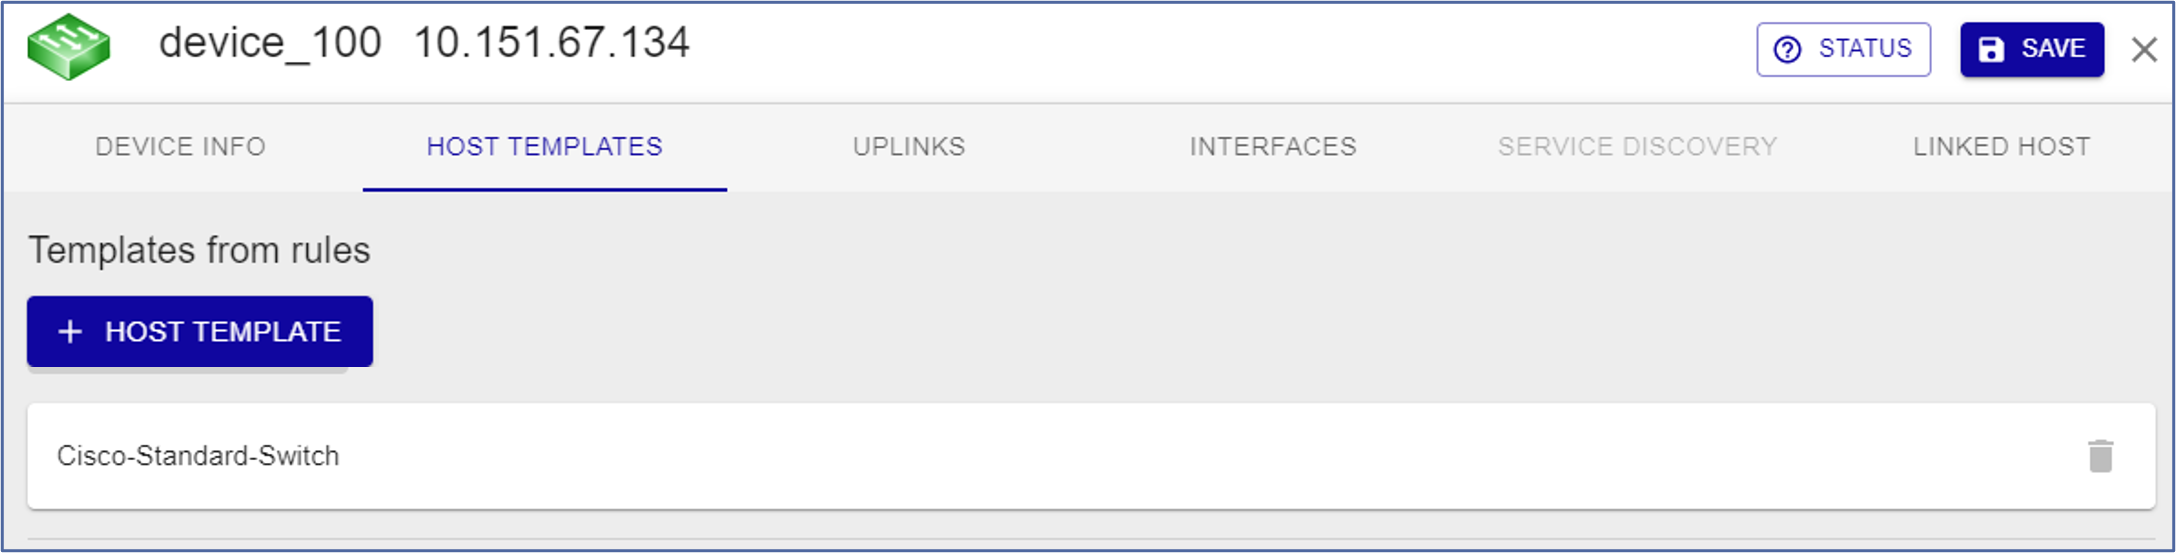 device_100 10.151.67.134 STATUS SAVE
DEVICE INFO HOST TEMPLATES UPLINKS INTERFACES SERVICE DISCOVERY LINKED HOST
Templates from rules
+ HOST TEMPLATE
Cisco-Standard-Switch